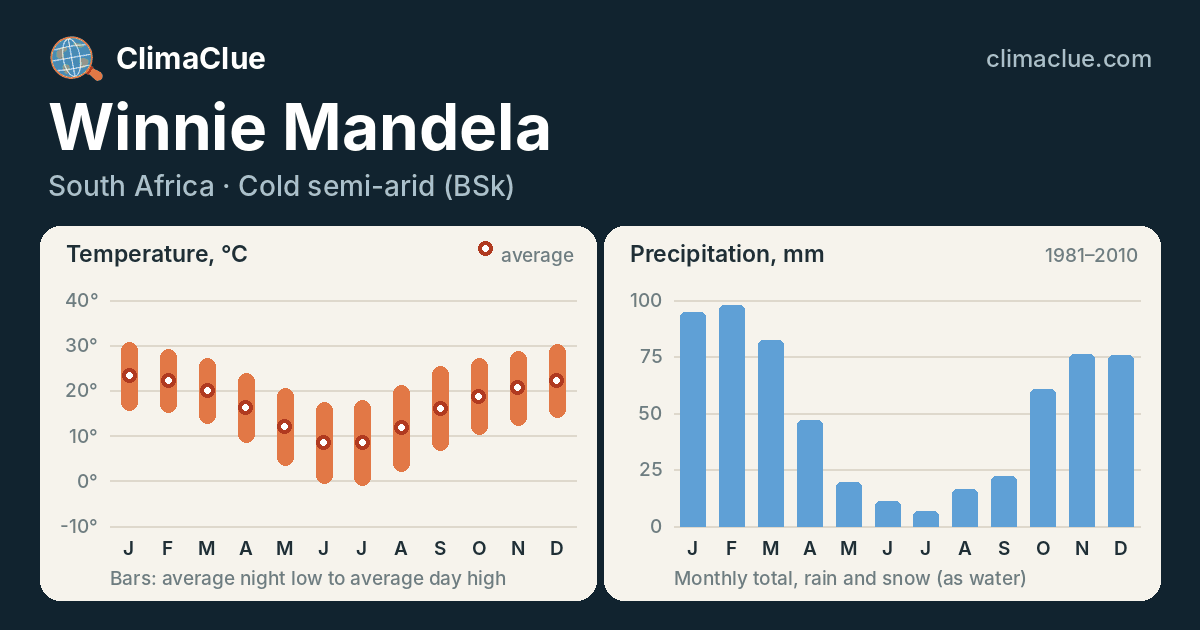 ClimaClue
climaclue.com
Winnie Mandela
South Africa · Cold semi-arid (BSk)
Temperature, °C
average
40°
30°
20°
10°
0°
-10°
J F M A M J J A S O N D
Bars: average night low to average day high
Precipitation, mm
1981–2010
100
75
50
25
0
J F M A M J J A S O N D
Monthly total, rain and snow (as water)